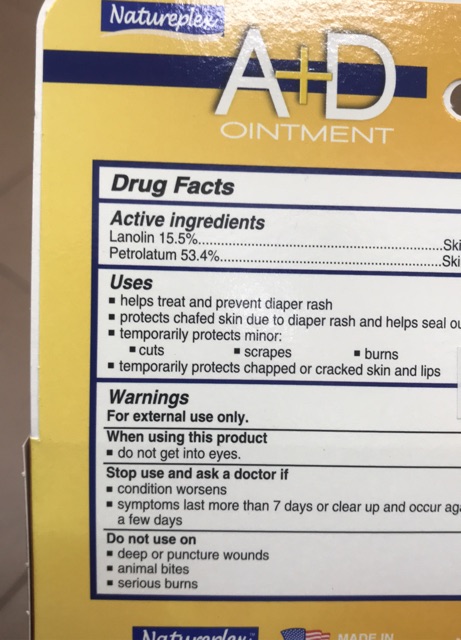 Natureplex
A+D
OINTMENT
Drug Facts
Active ingredients
Lanolin 15.5%
Petrolatum 53.4%
Uses
▪ helps treat and prevent diaper rash
▪ protects chafed skin due to diaper rash and helps seal
▪ temporarily protects minor:
▪ cuts ▪ scrapes ▪ burns
▪ temporarily protects chapped or cracked skin and lips
Warnings
For external use only.
When using this product
▪ do not get into eyes.
Stop use and ask a doctor if
▪ condition worsens
▪ symptoms last more than 7 days or clear up and occur
a few days
Do not use on
▪ deep or puncture wounds
▪ animal bites
▪ serious burns
Natureplex™ MADE IN